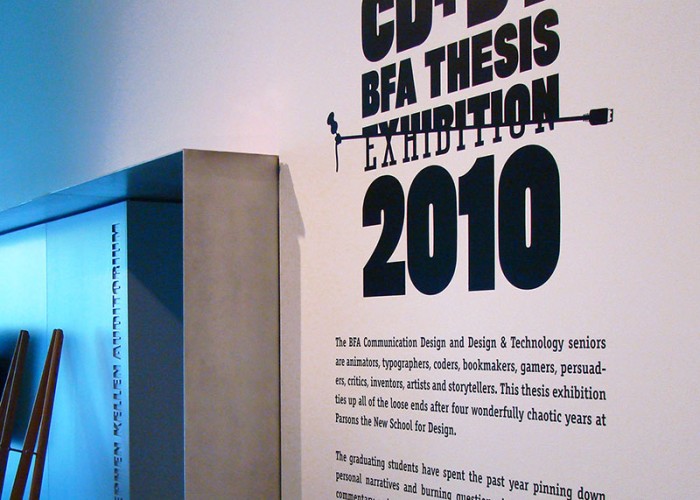 CD+DT
BFA THESIS
EXHIBITION
2010
The BFA Communication Design and Design & Technology seniors
are animators, typographers, coders, bookmakers, gamers, persuad-
ers, critics, inventors, artists and storytellers. This thesis exhibition
ties up all of the loose ends after four wonderfully chaotic years at
Parsons the New School for Design.
The graduating students have spent the past year pinning down
personal narratives and burning
commentary
KELLEN AUDITORIUM